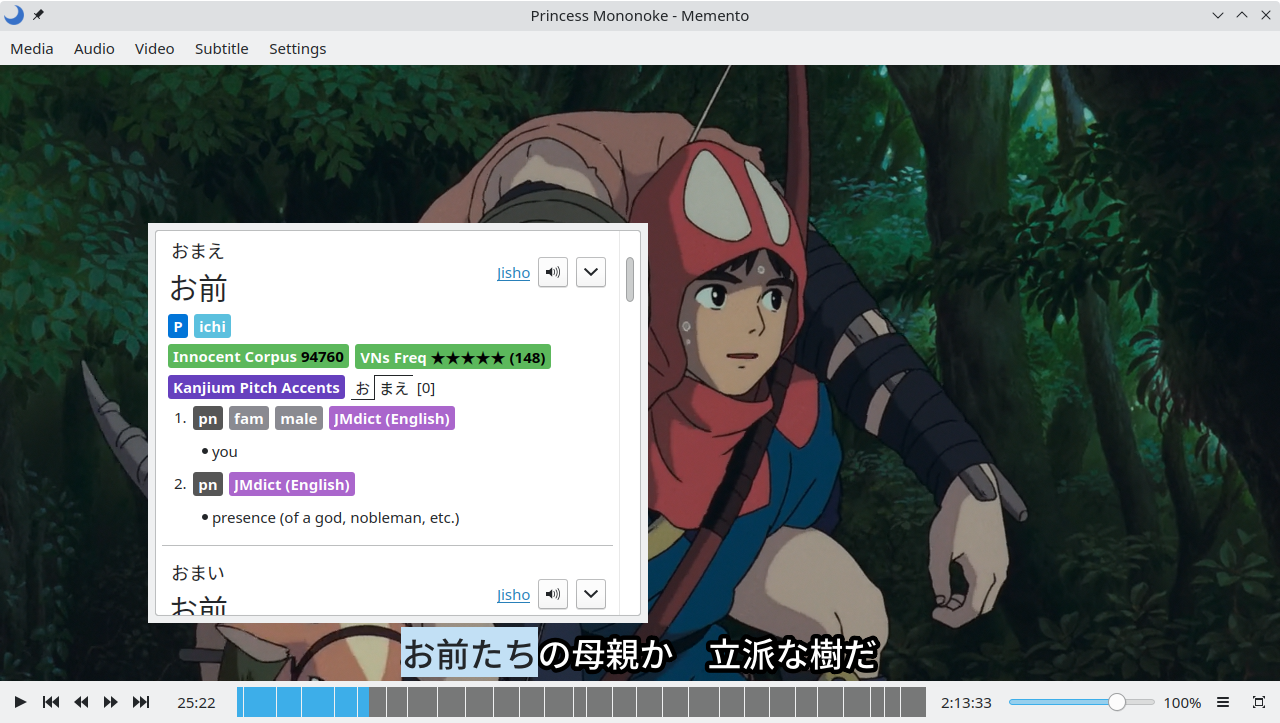 Princess Mononoke - Memento
Media Audio Video Subtitle Settings
おまえ
お前
Jisho
P ichi
Innocent Corpus 94760 VNs Freq ★★★★★ (148)
Kanjium Pitch Accents おまえ [0]
1. pn fam male JMdict (English)
• you
2. pn JMdict (English)
• presence (of a god, nobleman, etc.)
おまい
お前
Jisho
お前たちの母親か 立派な樹だ
25:22 2:13:33 100%